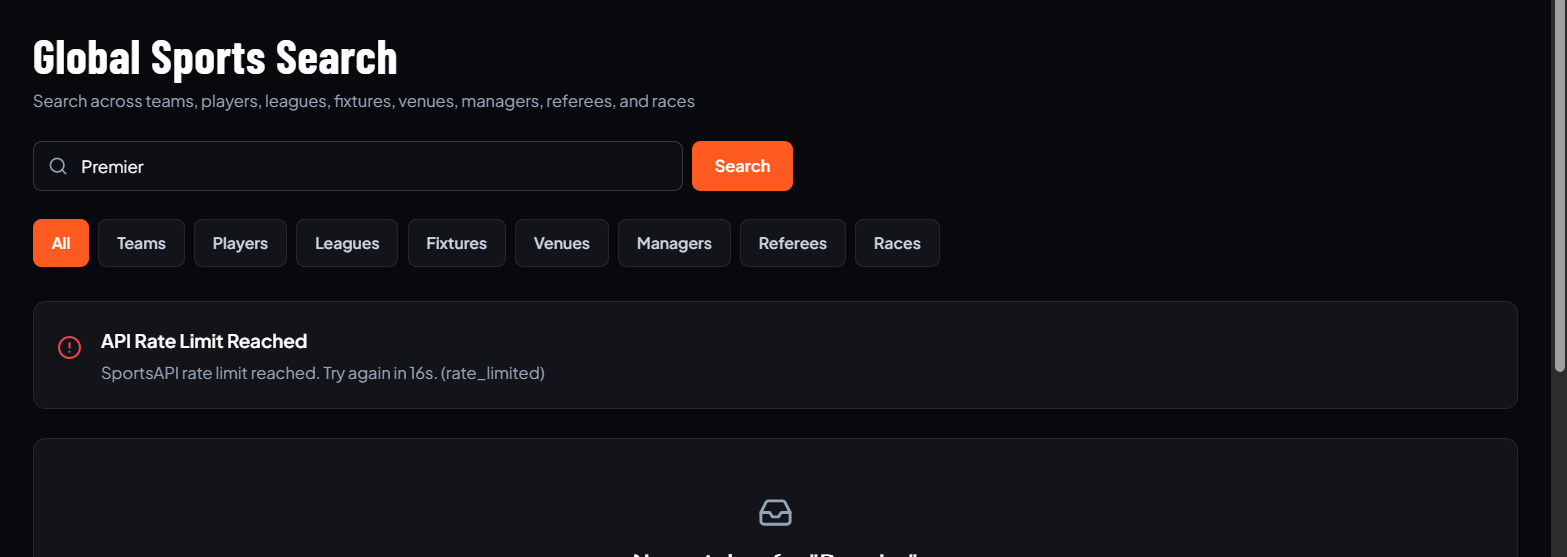 Global Sports Search
Search across teams, players, leagues, fixtures, venues, managers, referees, and races
Premier
Search
All
Teams
Players
Leagues
Fixtures
Venues
Managers
Referees
Races
API Rate Limit Reached
SportsAPI rate limit reached. Try again in 16s. (rate_limited)